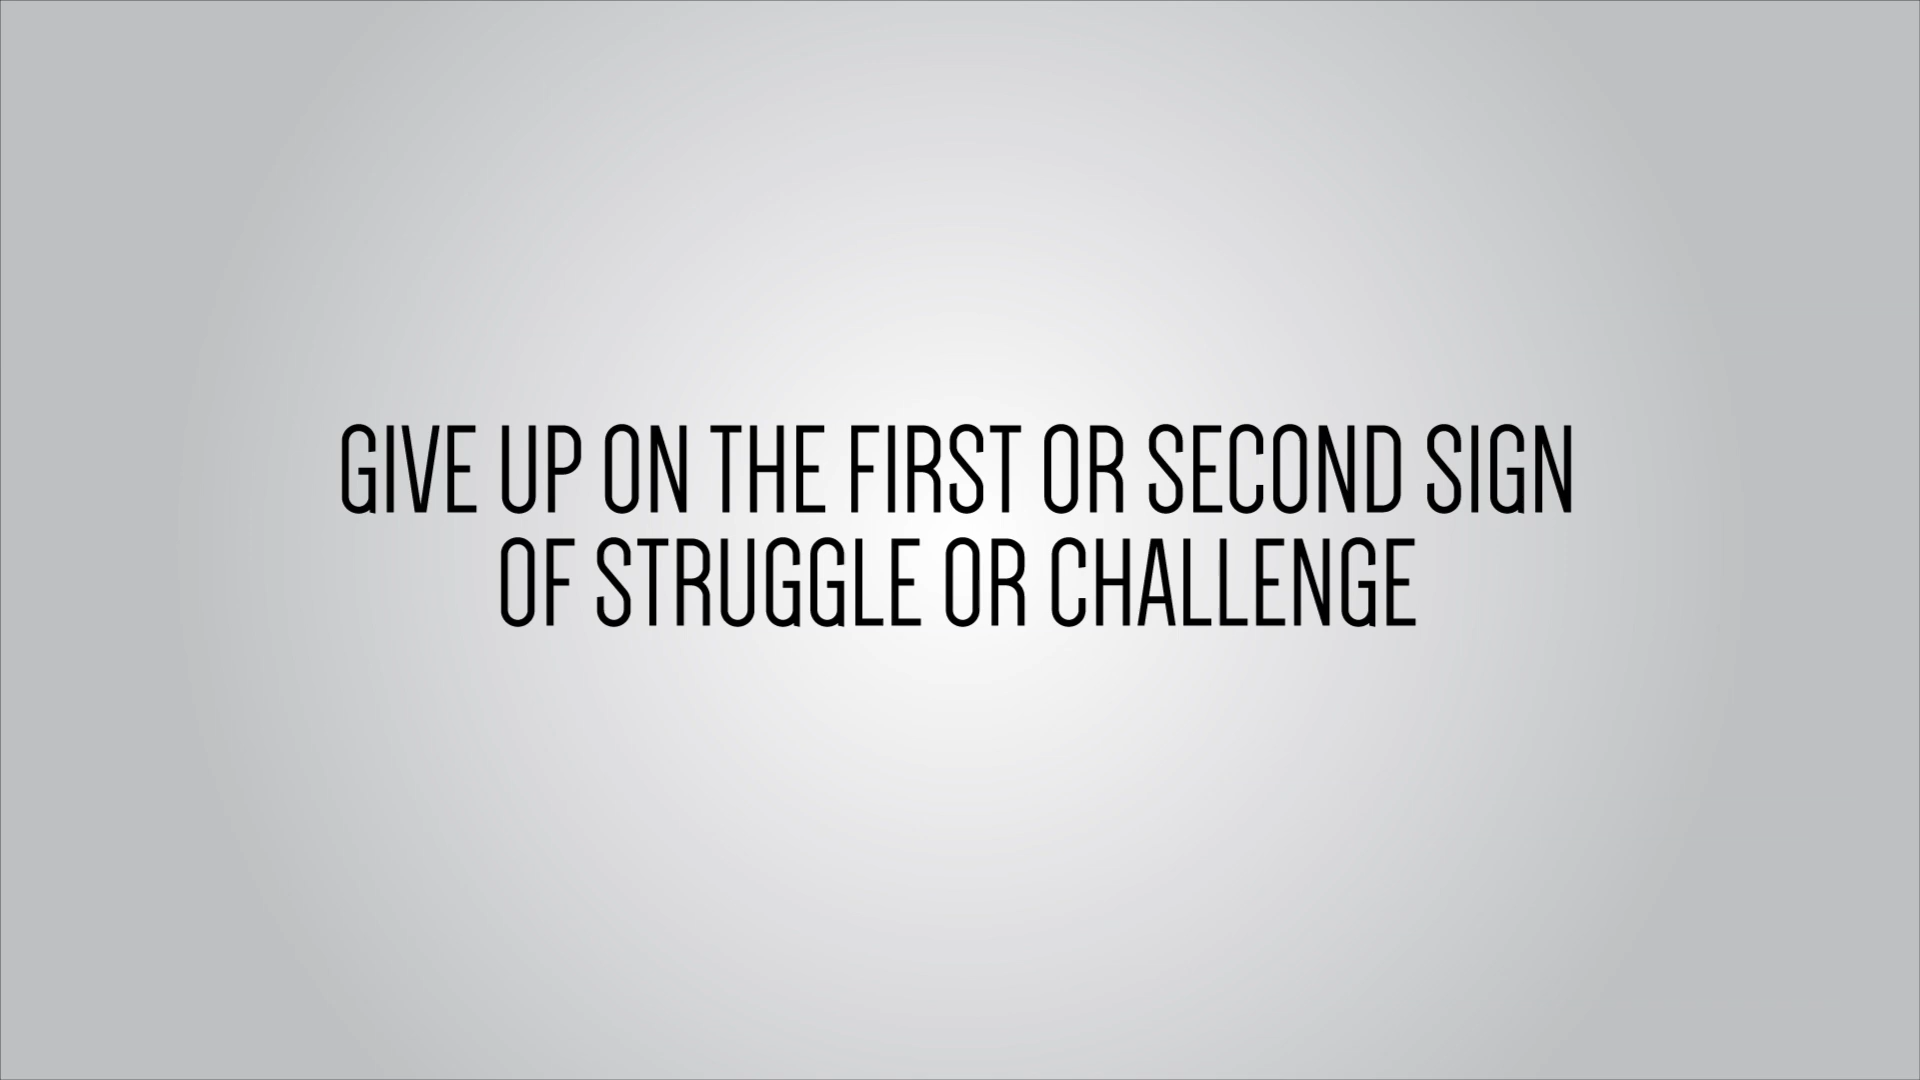 GIVE UP ON THE FIRST OR SECOND SIGN
OF STRUGGLE OR CHALLENGE